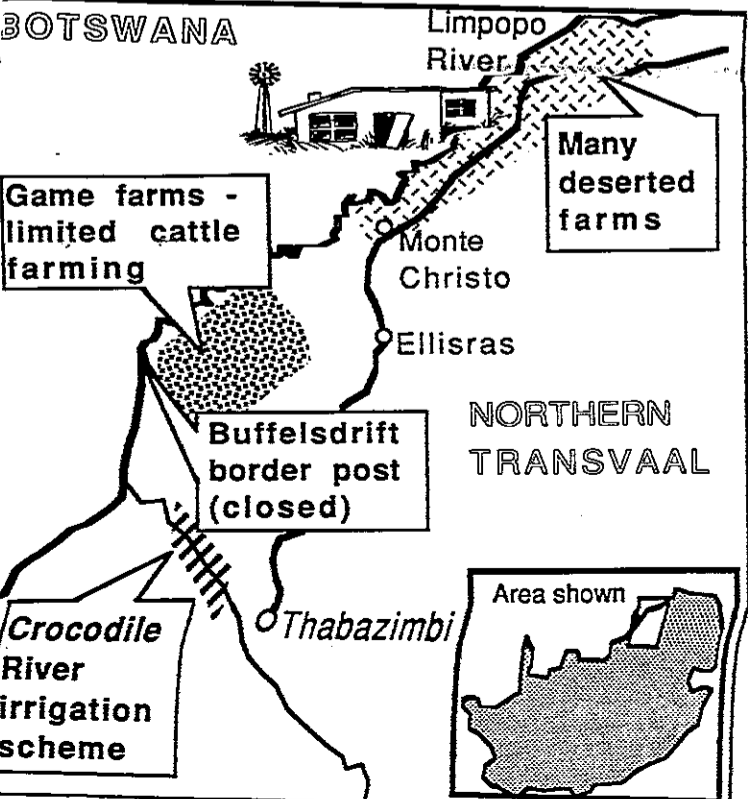 BOTSWANA
Limpopo
River
Many
deserted
farms
Game farms -
limited cattle
farming
Monte
Christo
Ellisras
NORTHERN
TRANSVAAL
Buffelsdrift
border post
(closed)
Area shown
Thabazimbi
Crocodile
River
irrigation
scheme